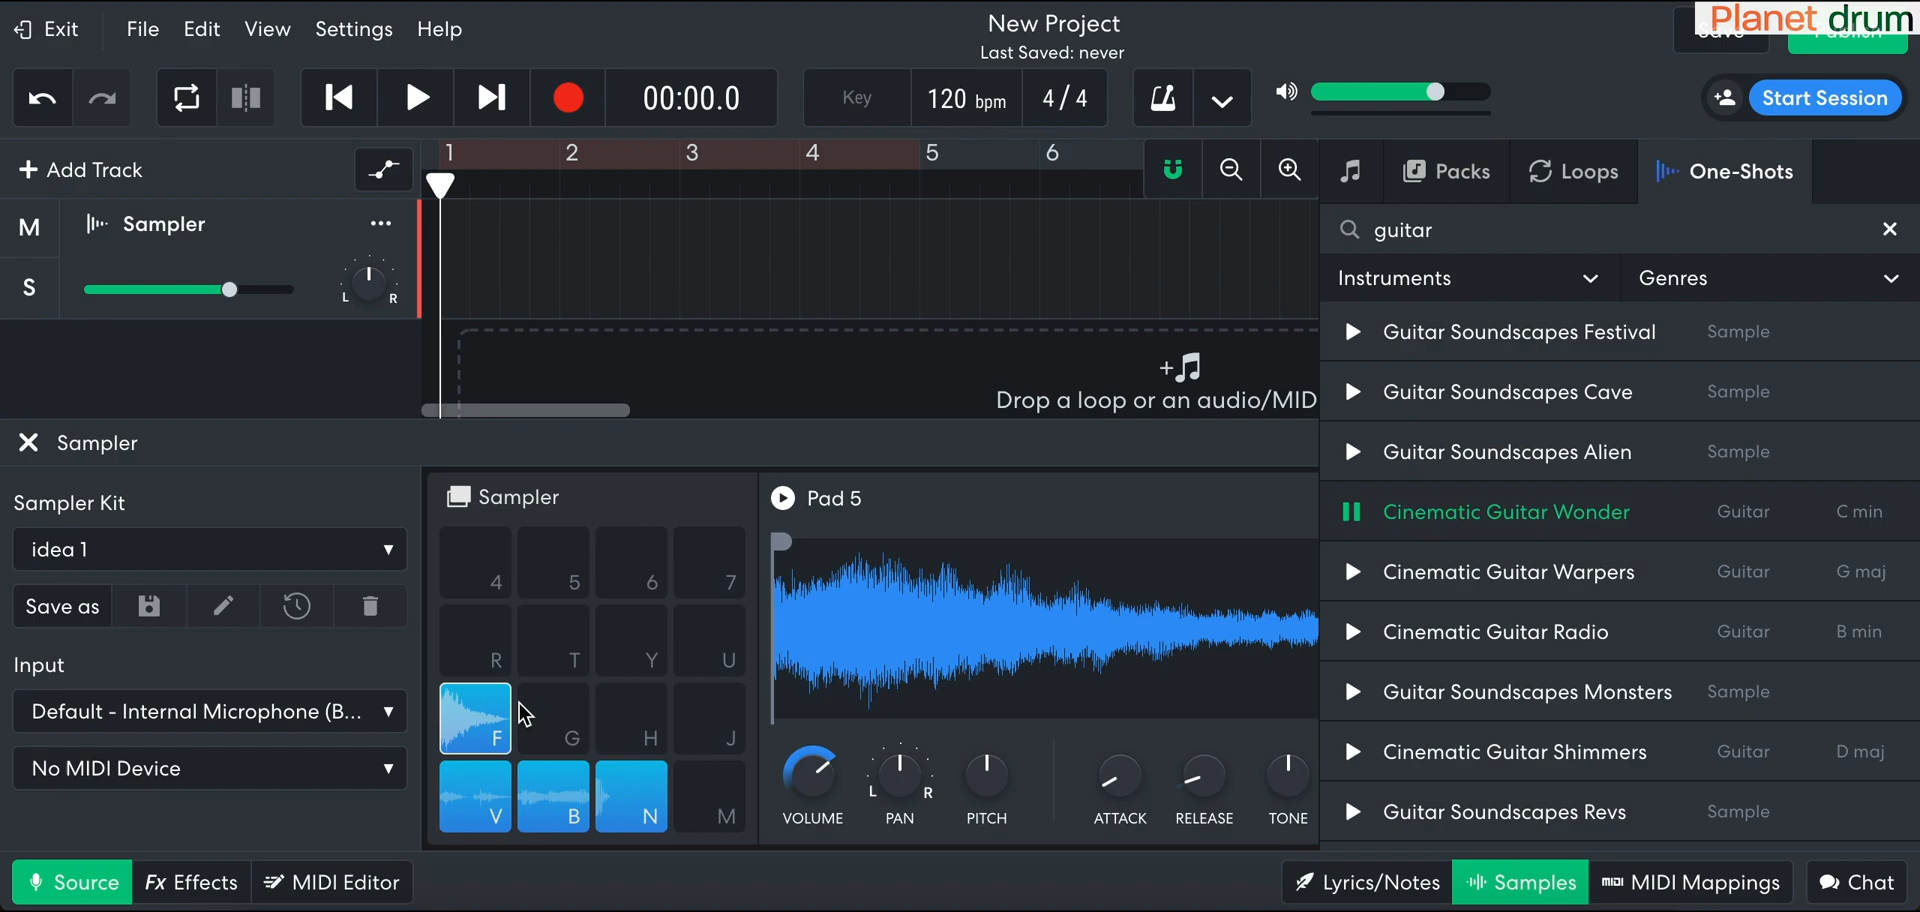 Exit
File
Edit
View
Settings
Help
New Project
Last Saved: never
Save
Planet drum
00:00.0
Key
120 bpm
4 / 4
Start Session
Add Track
1
2
3
4
5
6
Packs
Loops
One-Shots
M
Sampler
S
L
R
Drop a loop or an audio/MID
guitar
Instruments
Genres
Guitar Soundscapes Festival Sample
Guitar Soundscapes Cave Sample
Guitar Soundscapes Alien Sample
Cinematic Guitar Wonder Guitar C min
Cinematic Guitar Warpers Guitar G maj
Cinematic Guitar Radio Guitar B min
Guitar Soundscapes Monsters Sample
Cinematic Guitar Shimmers Guitar D maj
Guitar Soundscapes Revs Sample
Sampler
Sampler Kit
idea 1
Save as
Input
Default - Internal Microphone (B...
No MIDI Device
Sampler
4 5 6 7
R T Y U
F G H J
V B N M
Pad 5
L R
VOLUME PAN PITCH ATTACK RELEASE TONE
Source
Fx Effects
MIDI Editor
Lyrics/Notes
Samples
MIDI MIDI Mappings
Chat